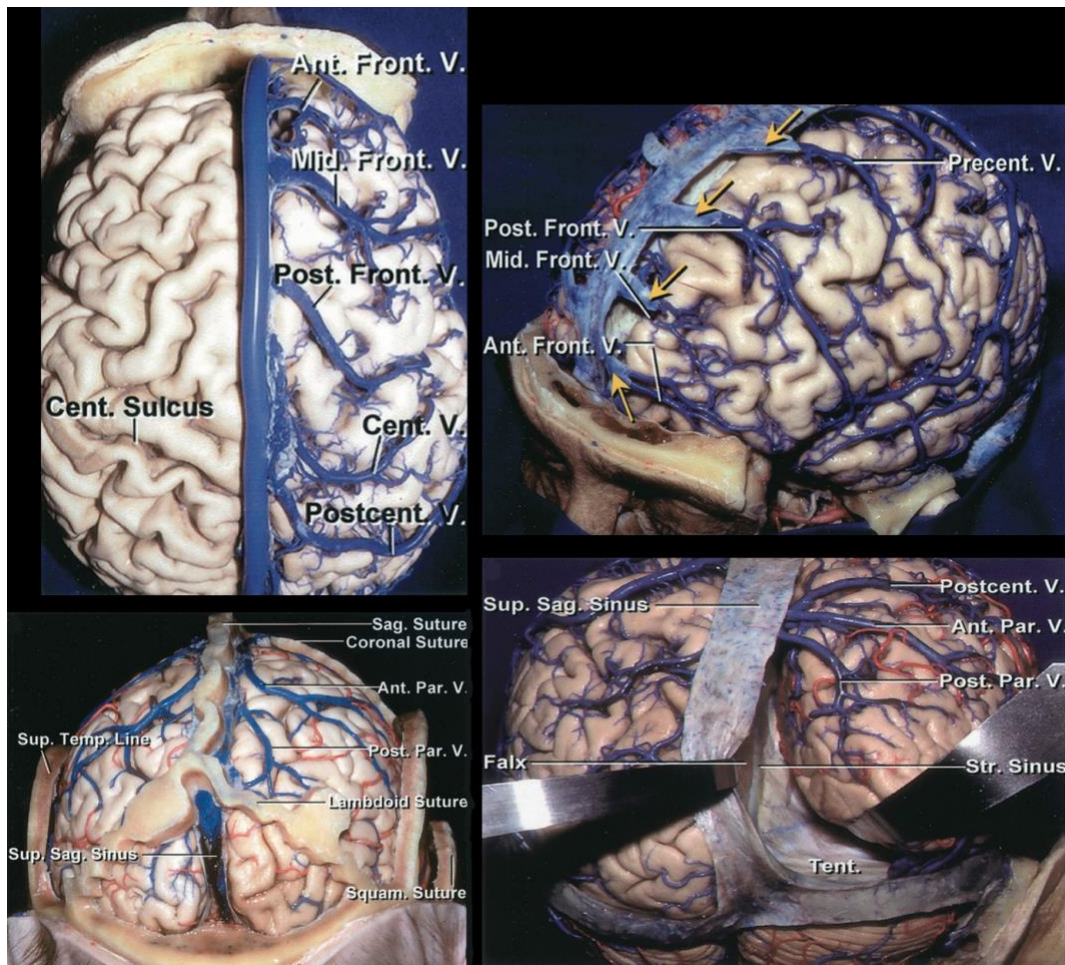 Ant. Front. V.
Mid. Front. V.
Post. Front. V.
Cent. Sulcus
Cent. V.
Postcent. V.
Precent. V.
Post. Front. V.
Mid. Front. V.
Ant. Front. V.
Sag. Suture
Coronal Suture
Ant. Par. V.
Sup. Temp. Line
Post. Par. V.
Lambdoid Suture
Sup. Sag. Sinus
Squam. Suture
Postcent. V.
Sup. Sag. Sinus
Ant. Par. V.
Post. Par. V.
Falx
Str. Sinus
Tent.